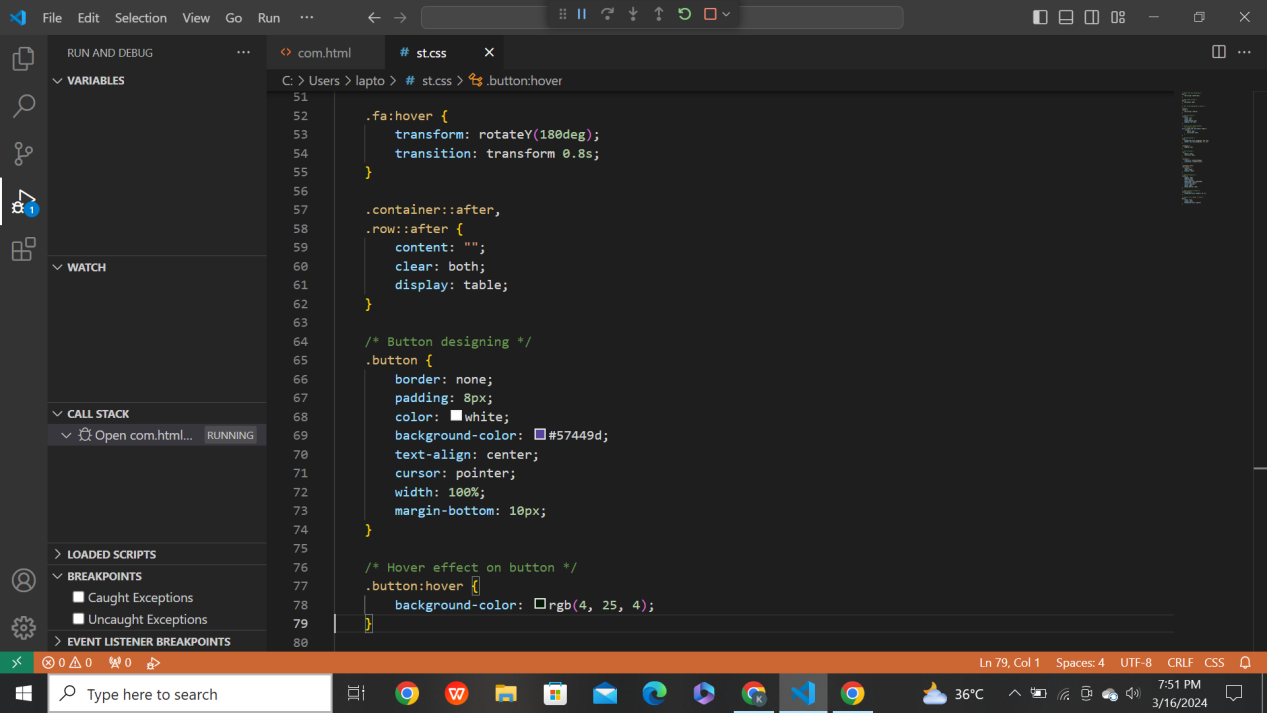 File Edit Selection View Go Run ···
RUN AND DEBUG ···
com.html # st.css ✕ ···
C: > Users > lapto > # st.css > .button:hover
VARIABLES
WATCH
CALL STACK
Open com.html... RUNNING
LOADED SCRIPTS
BREAKPOINTS
Caught Exceptions
Uncaught Exceptions
EVENT LISTENER BREAKPOINTS
1
51
52 .fa:hover {
53 transform: rotateY(180deg);
54 transition: transform 0.8s;
55 }
56
57 .container::after,
58 .row::after {
59 content: "";
60 clear: both;
61 display: table;
62 }
63
64 /* Button designing */
65 .button {
66 border: none;
67 padding: 8px;
68 color: white;
69 background-color: #57449d;
70 text-align: center;
71 cursor: pointer;
72 width: 100%;
73 margin-bottom: 10px;
74 }
75
76 /* Hover effect on button */
77 .button:hover {
78 background-color: rgb(4, 25, 4);
79 }
80
0 0 0 Ln 79, Col 1 Spaces: 4 UTF-8 CRLF CSS
Type here to search W K 36°C 7:51 PM
3/16/2024